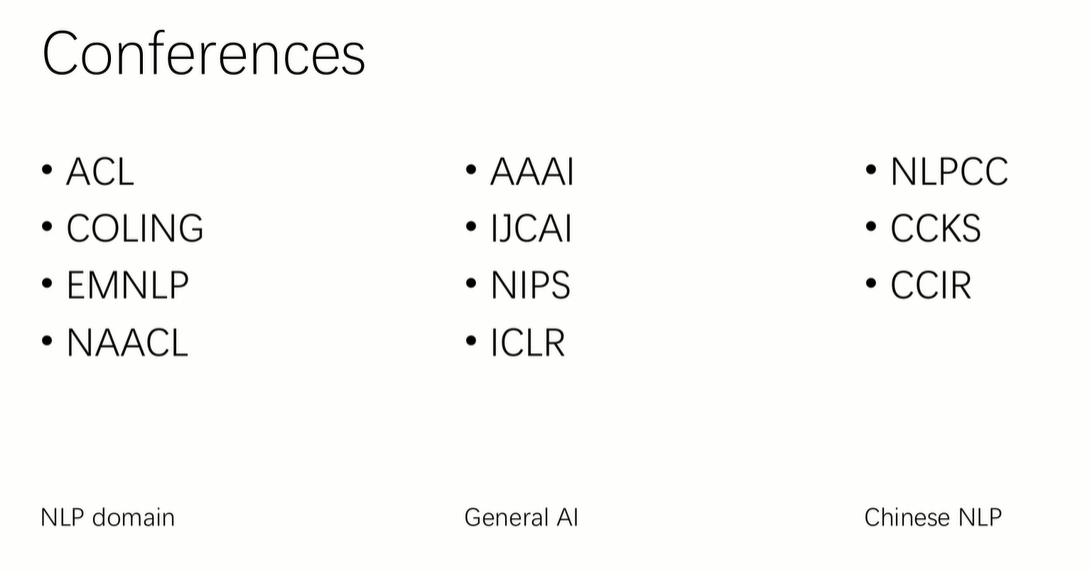 Conferences
• ACL
• COLING
• EMNLP
• NAACL
NLP domain
• AAAI
• IJCAI
• NIPS
• ICLR
General AI
• NLPCC
• CCKS
• CCIR
Chinese NLP